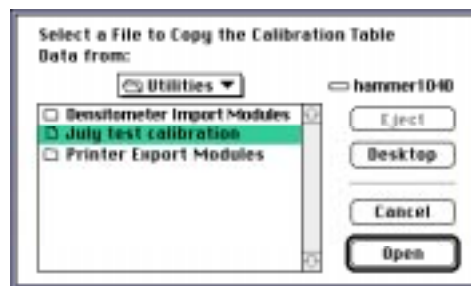 Select a File to Copy the Calibration Table
Data from:
Utilities
hammer1040
Densitometer Import Modules
July test calibration
Printer Export Modules
Eject
Desktop
Cancel
Open